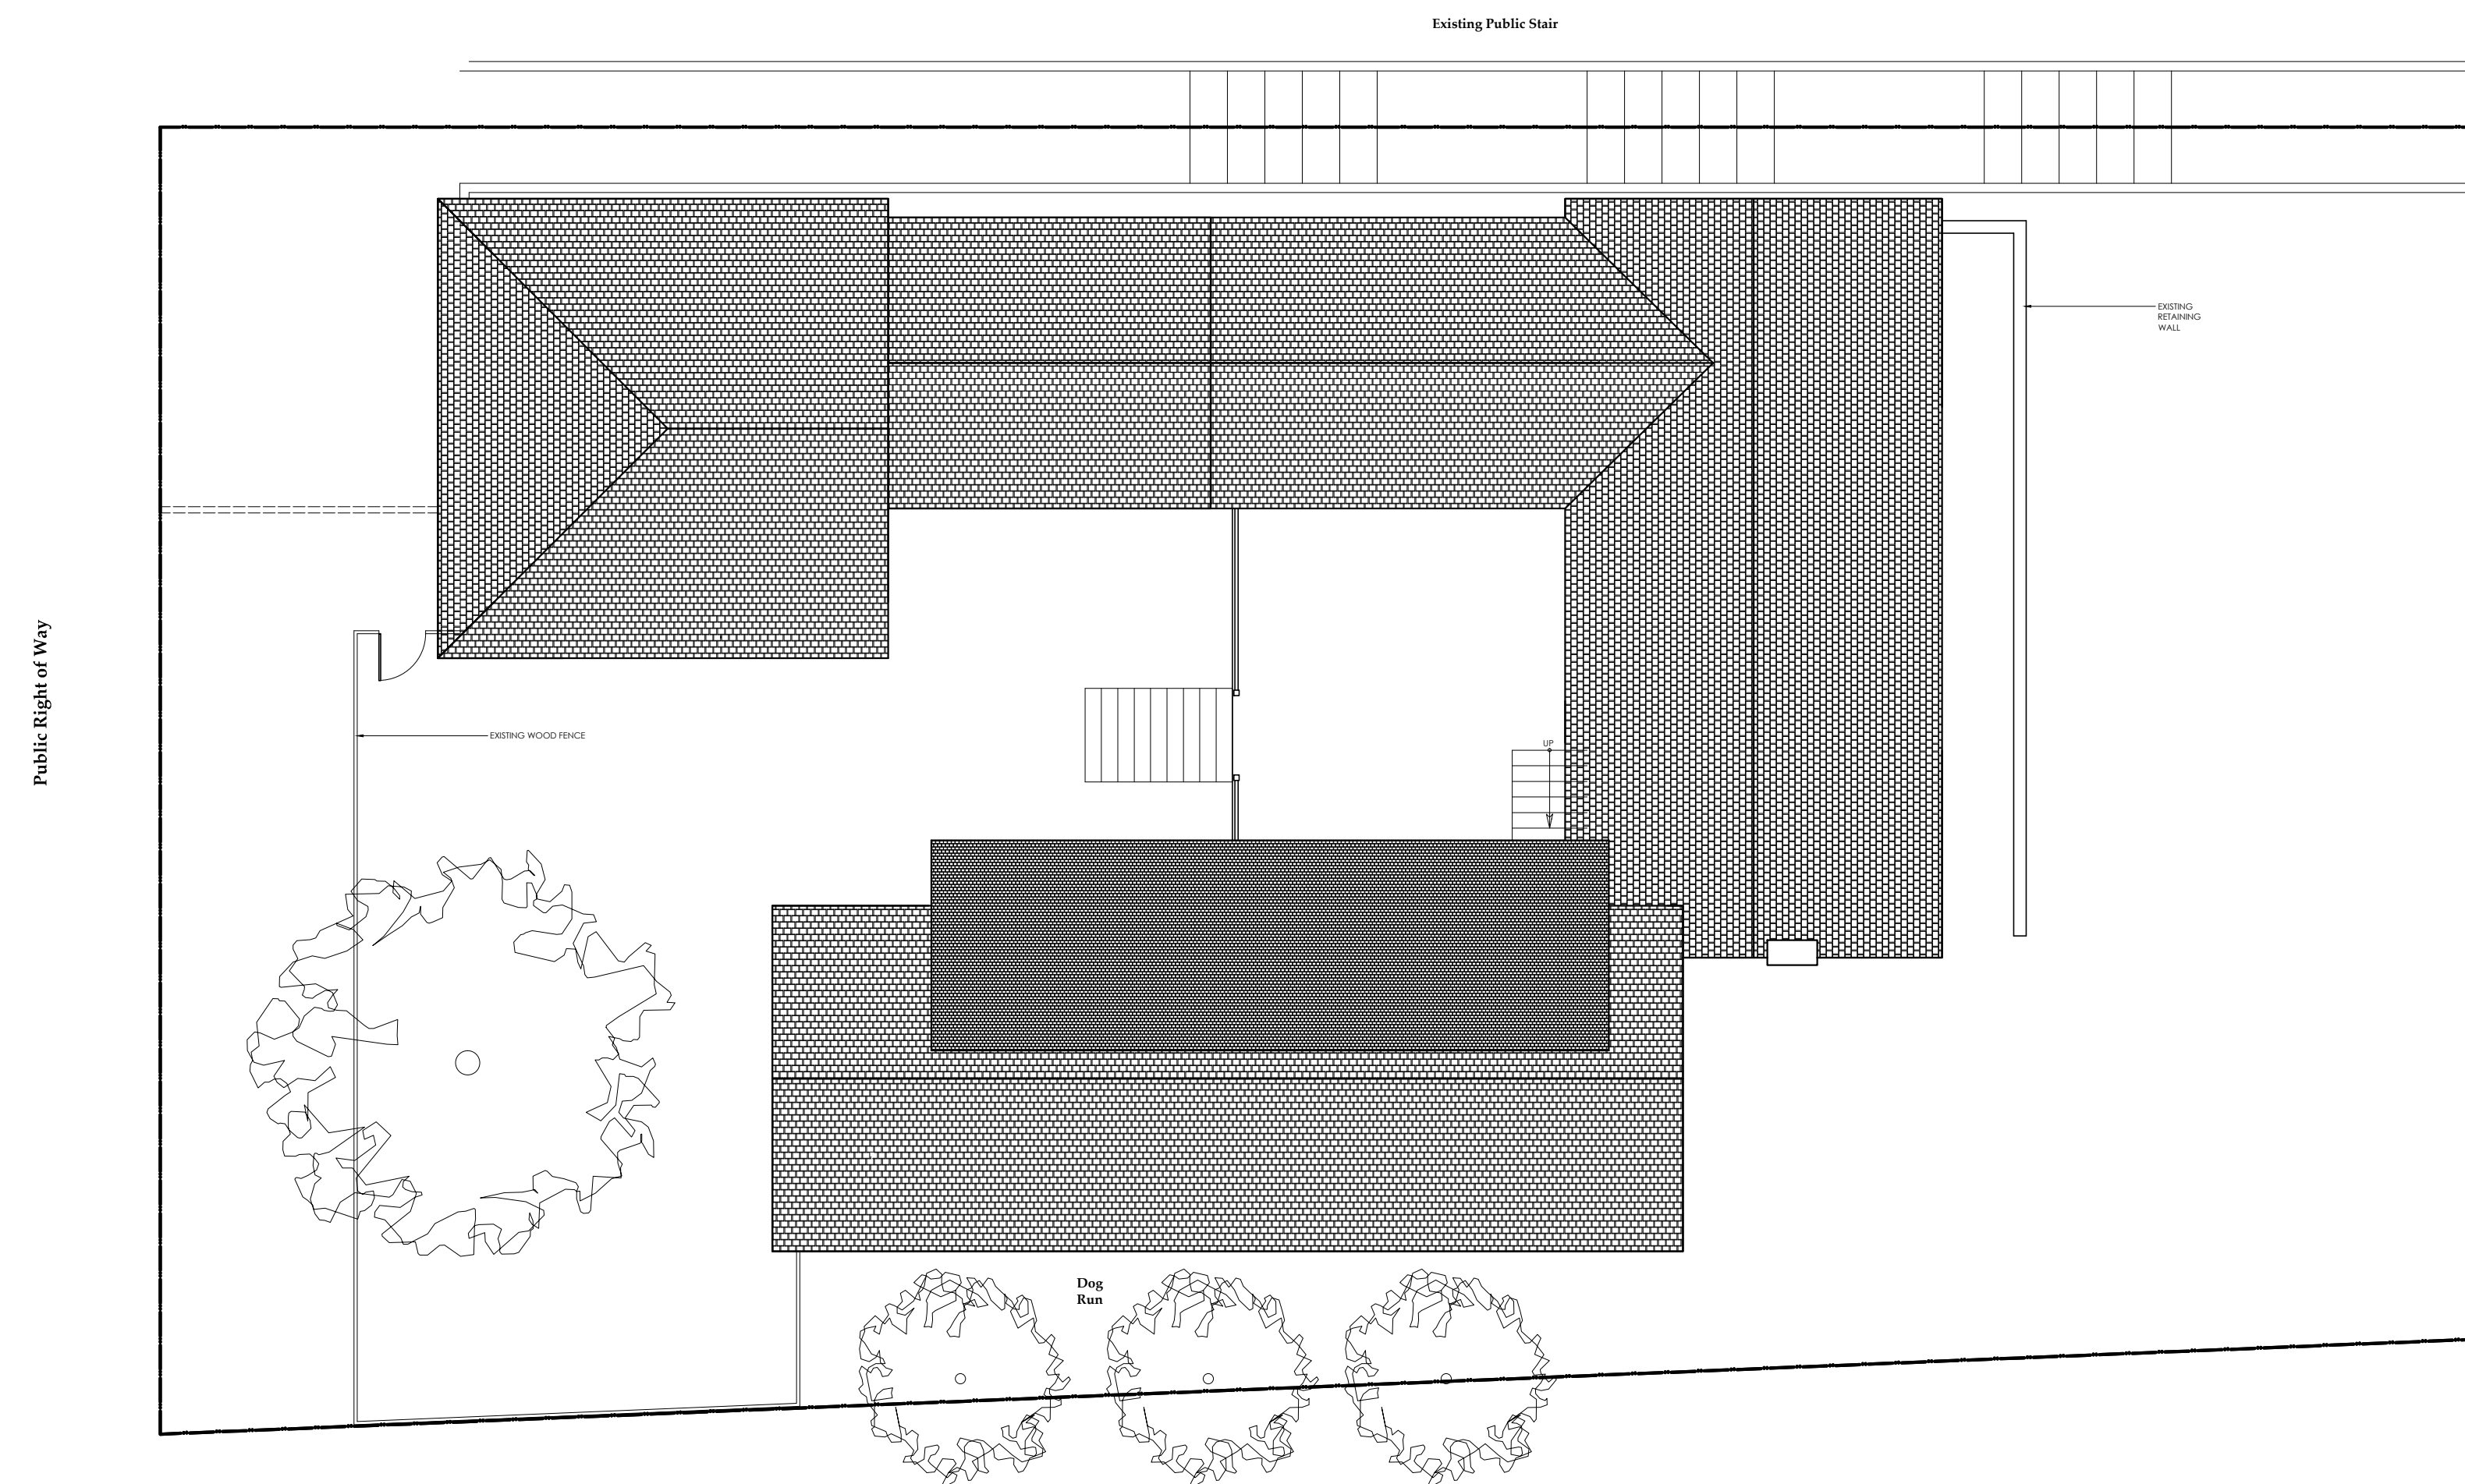 Existing Public Stair
EXISTING
RETAINING
WALL
Public Right of Way
EXISTING WOOD FENCE
UP
Dog
Run